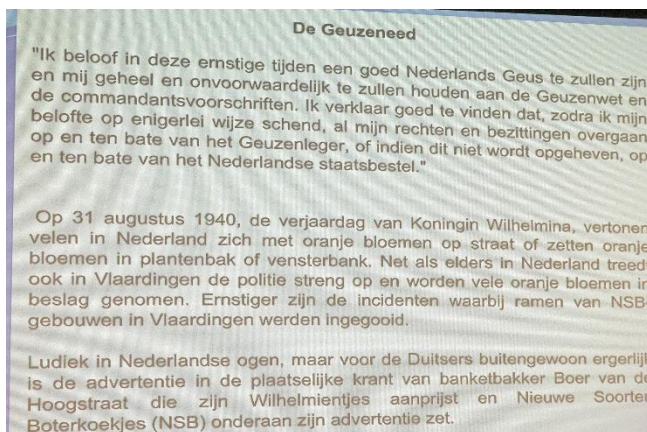 De Geuzeneed
"Ik beloof in deze ernstige tijden een goed Nederlands Geus te zullen zijn
en mij geheel en onvoorwaardelijk te zullen houden aan de Geuzenwet en
de commandantsvoorschriften. Ik verklaar goed te vinden dat, zodra ik mijn
belofte op enigerlei wijze schend, al mijn rechten en bezittingen overgaan
op en ten bate van het Geuzenleger, of indien dit niet wordt opgeheven, op
en ten bate van het Nederlandse staatsbestel."
Op 31 augustus 1940, de verjaardag van Koningin Wilhelmina, vertonen
velen in Nederland zich met oranje bloemen op straat of zetten oranje
bloemen in plantenbak of vensterbank. Net als elders in Nederland treedt
ook in Vlaardingen de politie streng op en worden vele oranje bloemen in
beslag genomen. Ernstiger zijn de incidenten waarbij ramen van NSB-
gebouwen in Vlaardingen werden ingegooid.
Ludiek in Nederlandse ogen, maar voor de Duitsers buitengewoon ergerlijk
is de advertentie in de plaatselijke krant van banketbakker Boer van de
Hoogstraat die zijn Wilhelmientjes aanprijst en Nieuwe Soorten
Boterkoekjes (NSB) onderaan zijn advertentie zet.